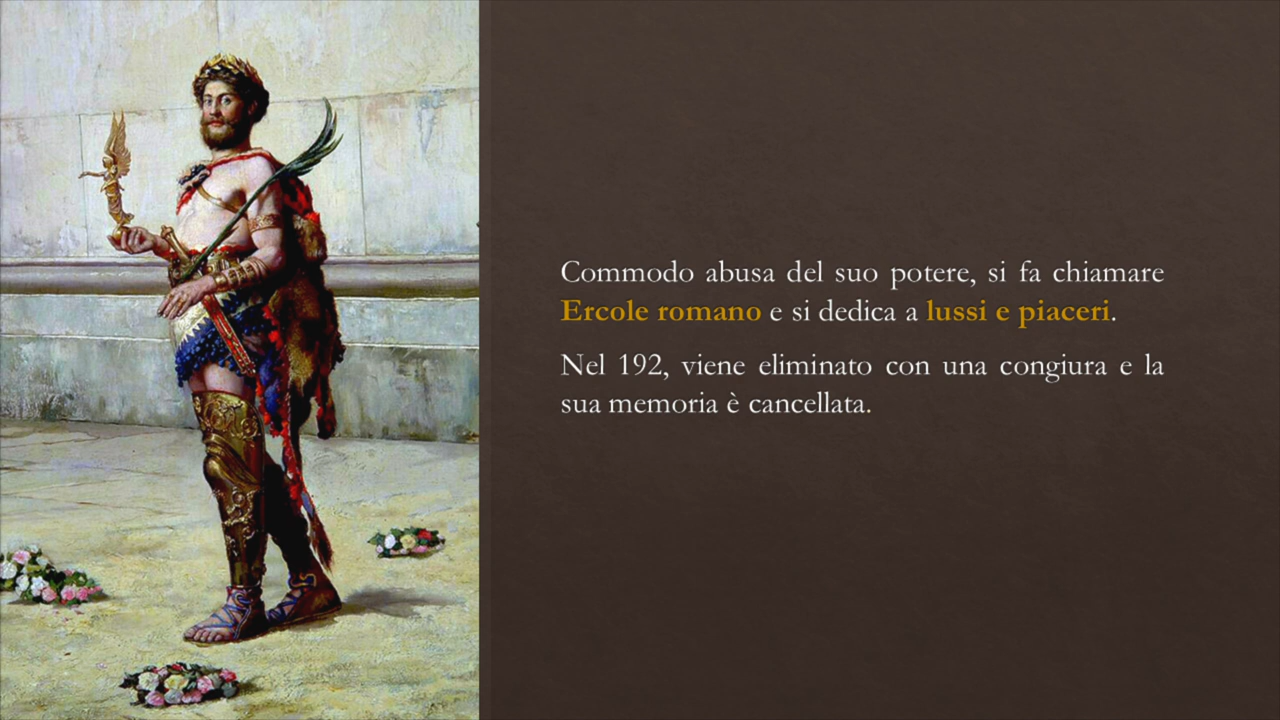 Commodo abusa del suo potere, si fa chiamare
Ercole romano e si dedica a lussi e piaceri.
Nel 192, viene eliminato con una congiura e la
sua memoria è cancellata.